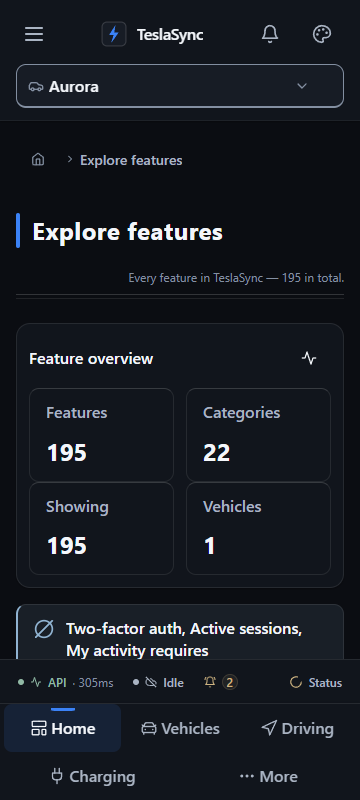 TeslaSync
Aurora
Explore features
Explore features
Every feature in TeslaSync — 195 in total.
Feature overview
Features
Categories
195
22
Showing
Vehicles
195
1
Two-factor auth, Active sessions,
My activity requires
API · 305ms
Idle
2
Status
Home
Vehicles
Driving
Charging
More